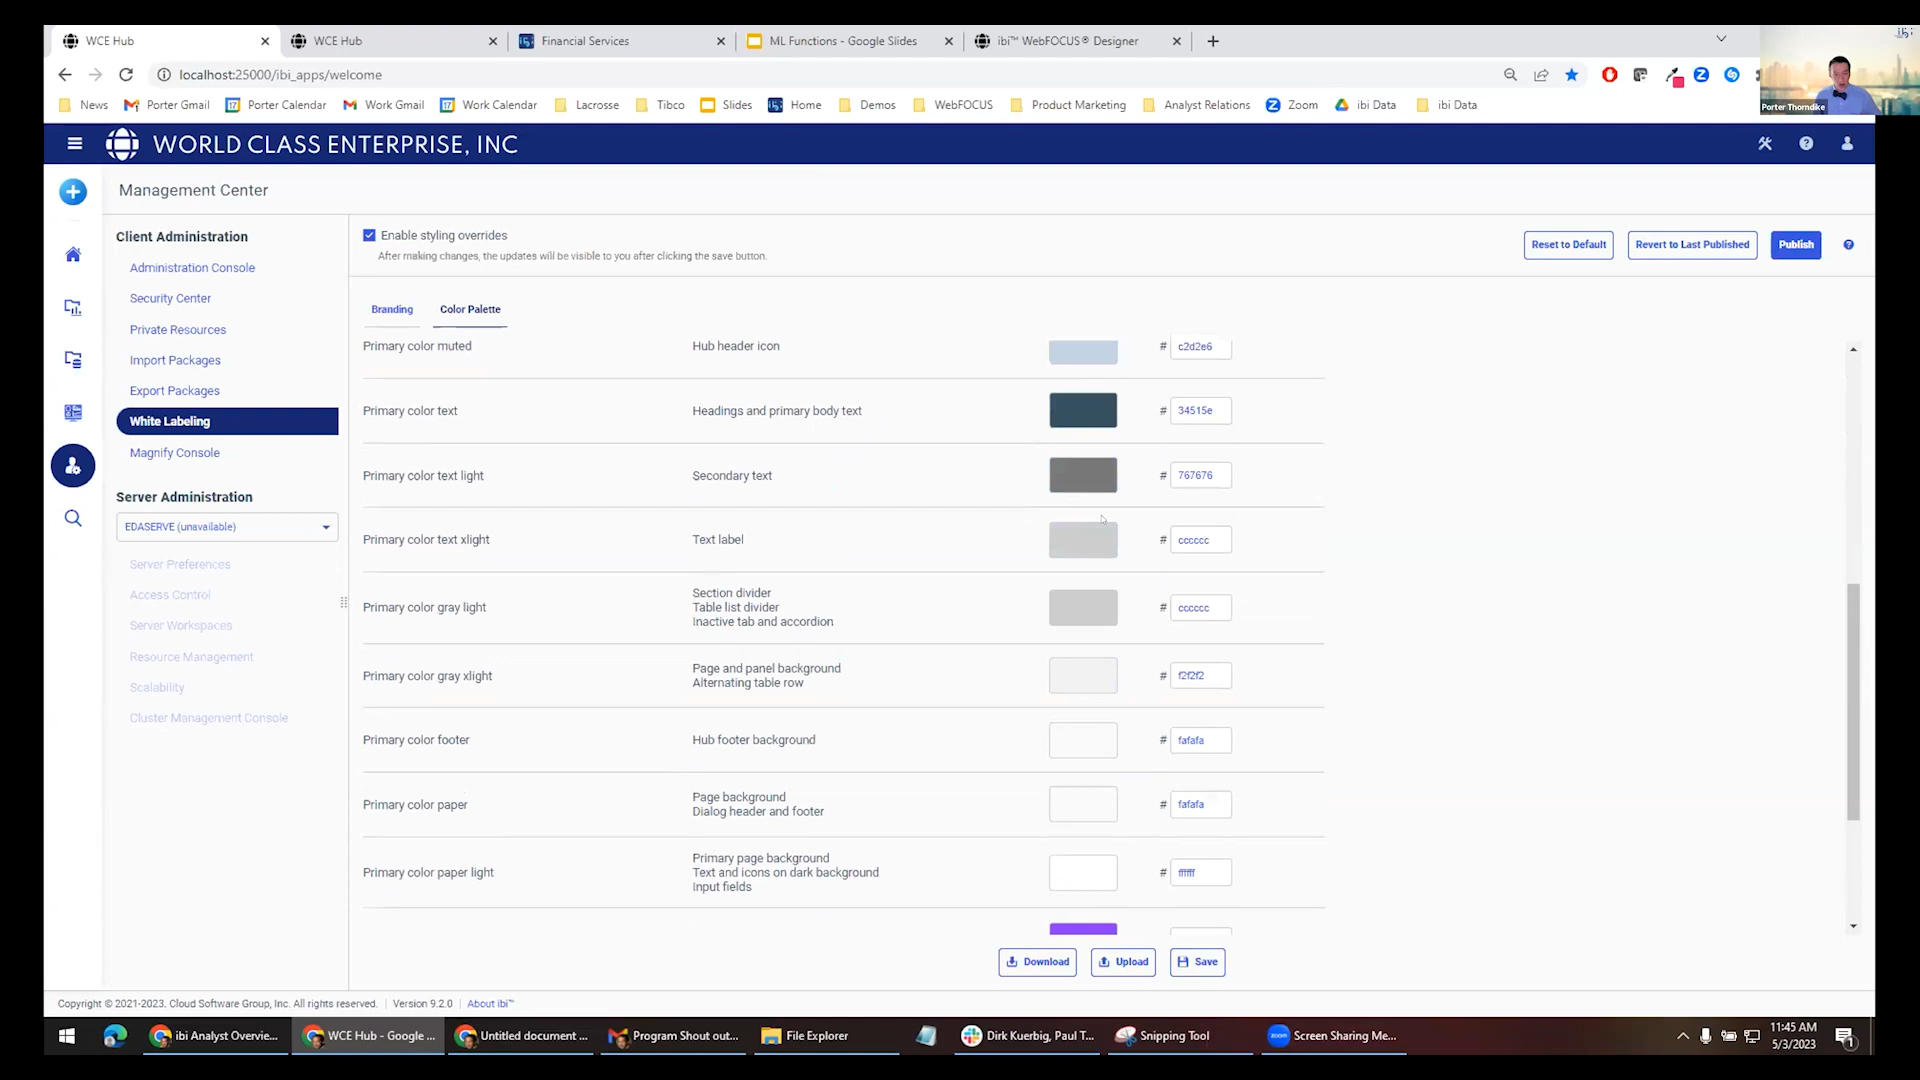 WCE Hub
WCE Hub
Financial Services
ML Functions - Google Slides
ibi™ WebFOCUS® Designer
localhost:25000/ibi_apps/welcome
News
Porter Gmail
Porter Calendar
Work Gmail
Work Calendar
Lacrosse
Tibco
Slides
Home
Demos
WebFOCUS
Product Marketing
Analyst Relations
Zoom
ibi Data
ibi Data
Porter Thorndike
WORLD CLASS ENTERPRISE, INC
Management Center
Client Administration
Administration Console
Security Center
Private Resources
Import Packages
Export Packages
White Labeling
Magnify Console
Server Administration
EDASERVE (unavailable)
Server Preferences
Access Control
Server Workspaces
Resource Management
Scalability
Cluster Management Console
Enable styling overrides
After making changes, the updates will be visible to you after clicking the save button.
Reset to Default
Revert to Last Published
Publish
Branding
Color Palette
Primary color muted
Hub header icon
# c2d2e6
Primary color text
Headings and primary body text
# 34515e
Primary color text light
Secondary text
# 767676
Primary color text xlight
Text label
# cccccc
Primary color gray light
Section divider
Table list divider
Inactive tab and accordion
# cccccc
Primary color gray xlight
Page and panel background
Alternating table row
# f2f2f2
Primary color footer
Hub footer background
# fafafa
Primary color paper
Page background
Dialog header and footer
# fafafa
Primary color paper light
Primary page background
Text and icons on dark background
Input fields
# ffffff
Download
Upload
Save
Copyright © 2021-2023. Cloud Software Group, Inc. All rights reserved. | Version 9.2.0 | About ibi™
ibi Analyst Overvie...
WCE Hub - Google ...
Untitled document ...
Program Shout out...
File Explorer
Dirk Kuerbig, Paul T...
Snipping Tool
zoom
Screen Sharing Me...
11:45 AM
5/3/2023
1